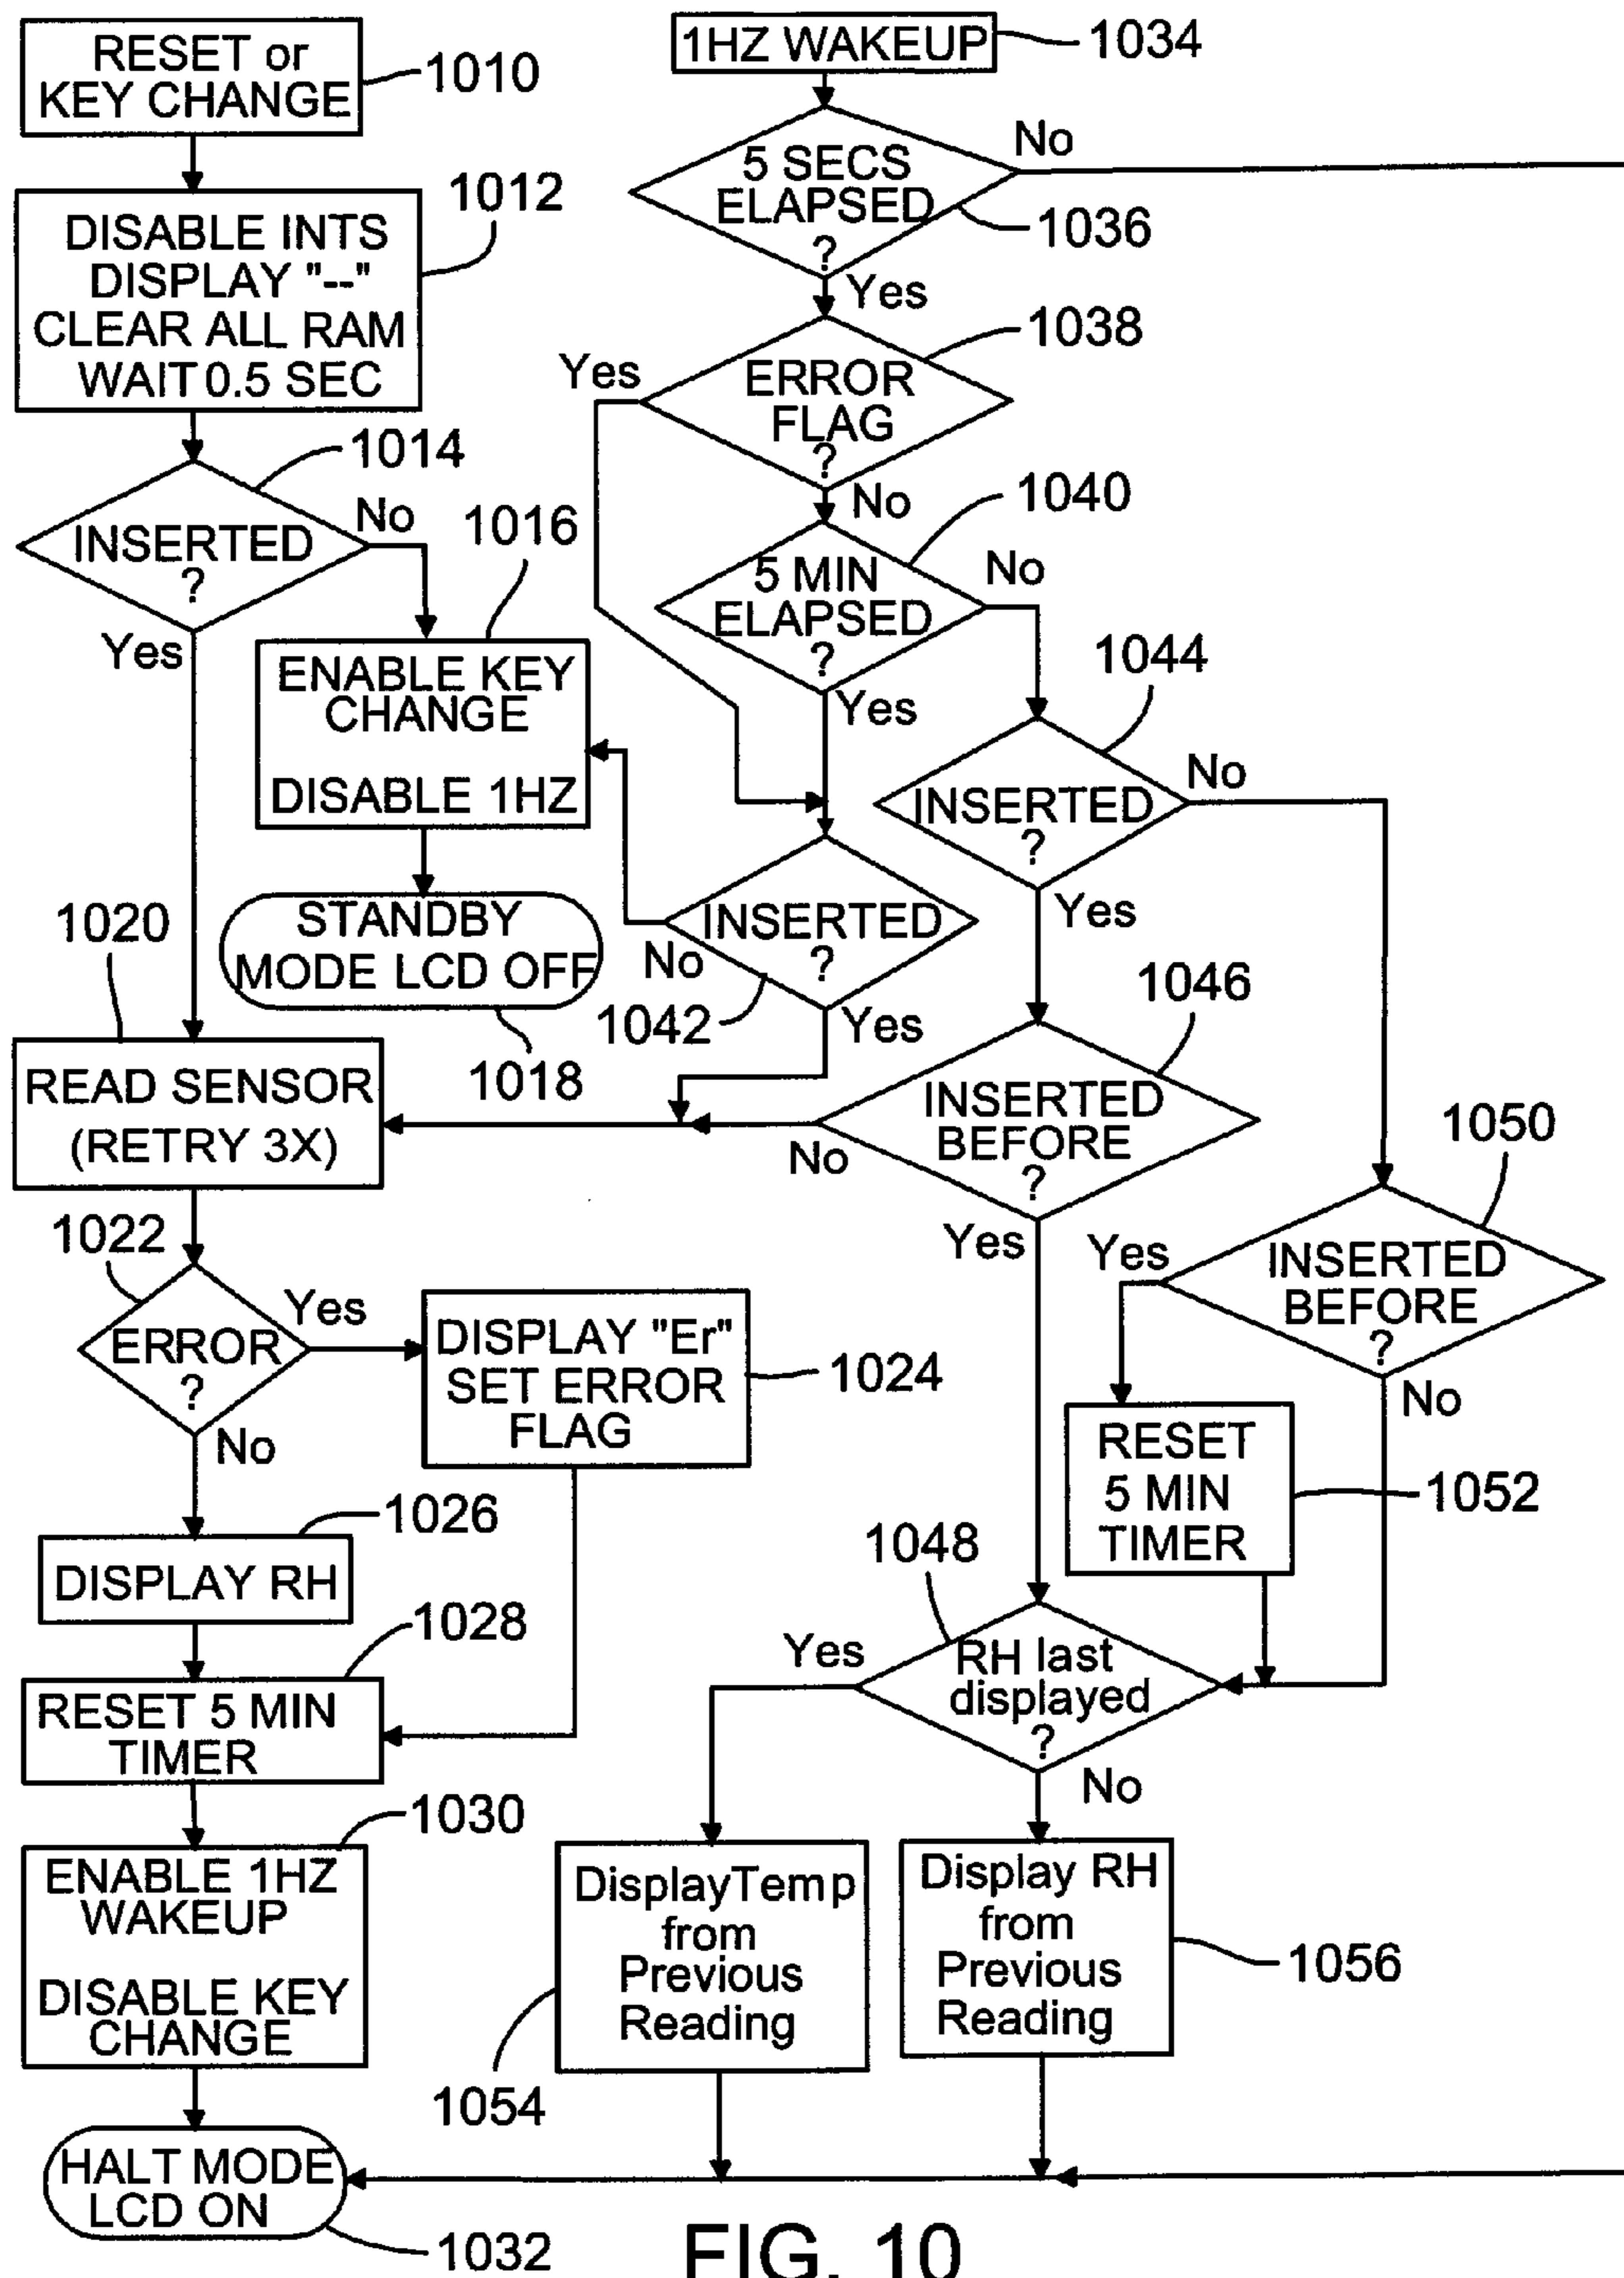 RESET or
KEY CHANGE
1010
DISABLE INTS
DISPLAY "--"
CLEAR ALL RAM
WAIT 0.5 SEC
1012
1014
INSERTED
?
No
Yes
1016
ENABLE KEY
CHANGE
DISABLE 1HZ
STANDBY
MODE LCD OFF
1018
1020
READ SENSOR
(RETRY 3X)
1022
ERROR
?
Yes
No
DISPLAY "Er"
SET ERROR
FLAG
1024
1026
DISPLAY RH
1028
RESET 5 MIN
TIMER
1030
ENABLE 1HZ
WAKEUP
DISABLE KEY
CHANGE
HALT MODE
LCD ON
1032
1HZ WAKEUP
1034
5 SECS
ELAPSED
?
No
1036
Yes
1038
Yes
ERROR
FLAG
?
No
1040
5 MIN
ELAPSED
?
No
Yes
1044
INSERTED
?
No
Yes
INSERTED
?
No
1042
Yes
1046
INSERTED
BEFORE
?
No
Yes
1050
Yes
INSERTED
BEFORE
?
No
RESET
5 MIN
TIMER
1052
1048
Yes
RH last
displayed
?
No
DisplayTemp
from
Previous
Reading
1054
Display RH
from
Previous
Reading
1056
FIG. 10